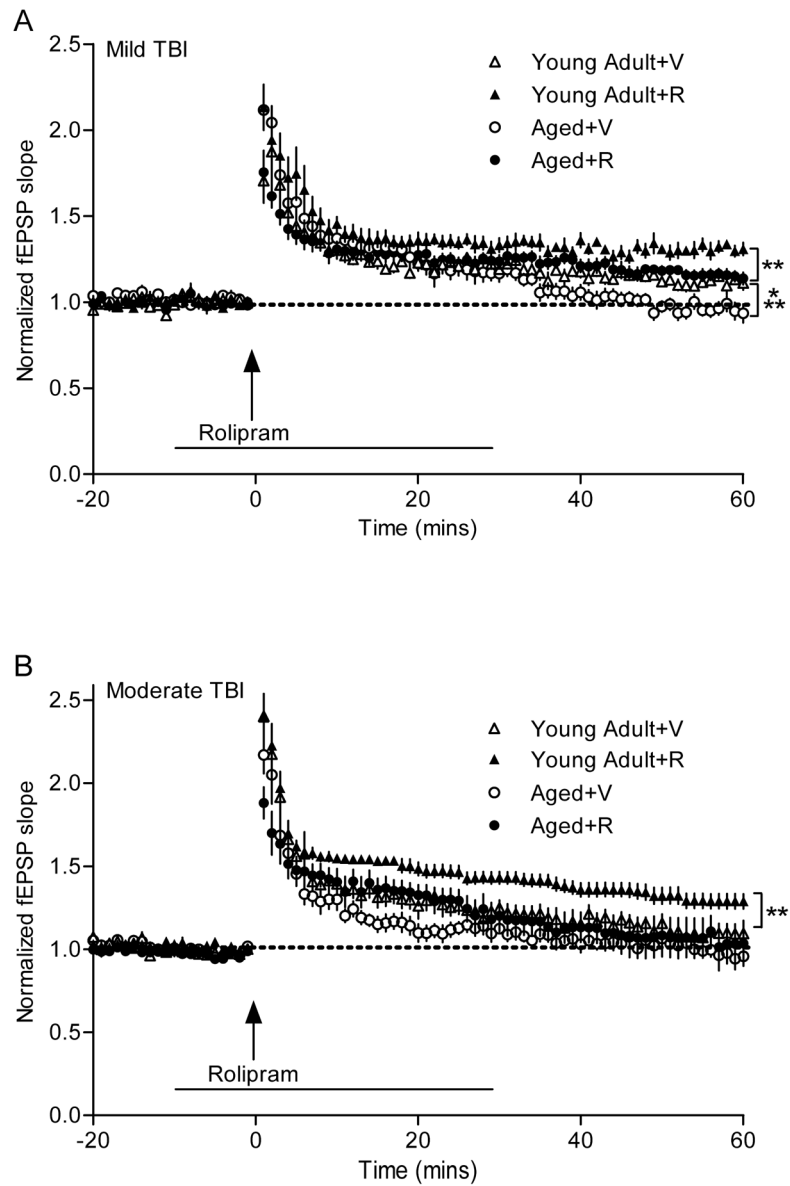 A
Mild TBI
Young Adult+V
Young Adult+R
Aged+V
Aged+R
Normalized fEPSP slope
2.5
2.0
1.5
1.0
0.5
0.0
**
*
**
Rolipram
-20 0 20 40 60
Time (mins)
B
Moderate TBI
Young Adult+V
Young Adult+R
Aged+V
Aged+R
Normalized fEPSP slope
2.5
2.0
1.5
1.0
0.5
0.0
**
Rolipram
-20 0 20 40 60
Time (mins)